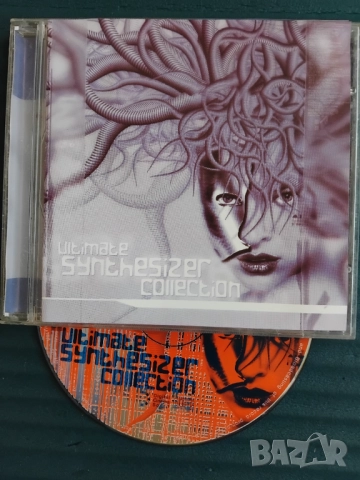 ultimate
synthesizer
collection
ultimate
synthesizer
collection
BAZAR